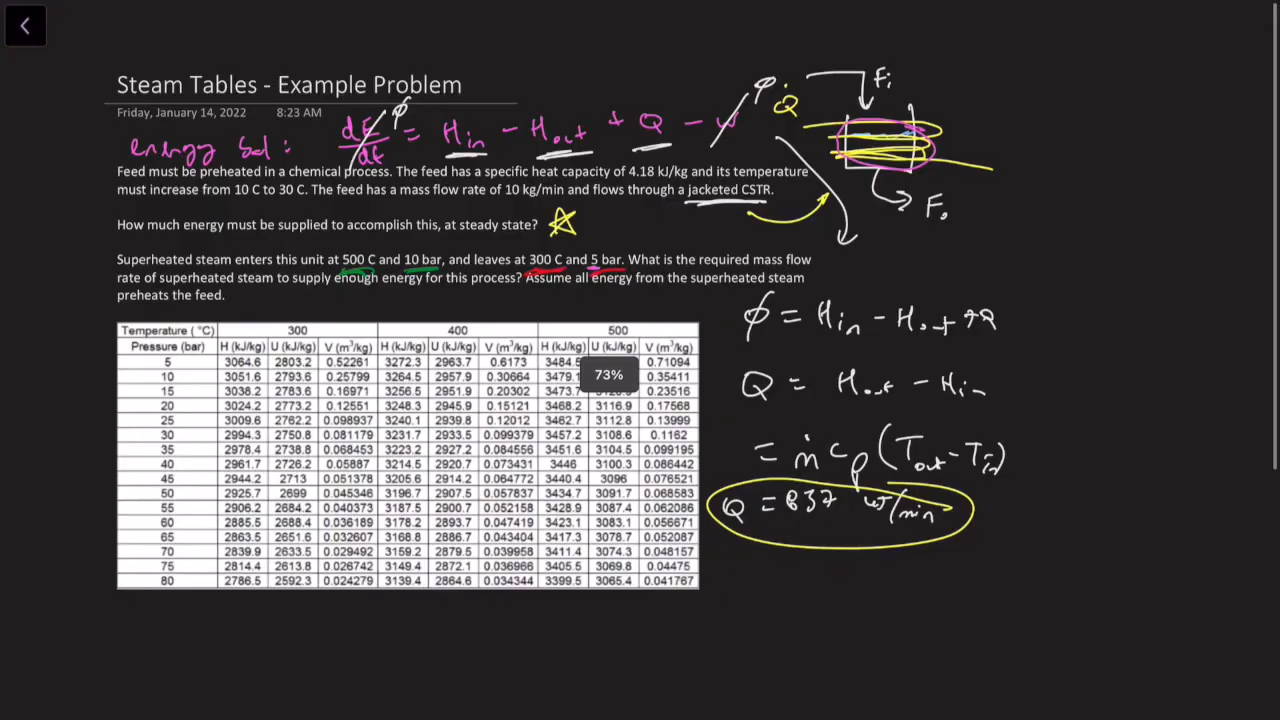 Steam Tables - Example Problem
Friday, January 14, 2022 8:23 AM
energy bal: dE/dt = Hin - Hout + Q - W
φ
φ
Q̇
Fi
Fo
Feed must be preheated in a chemical process. The feed has a specific heat capacity of 4.18 kJ/kg and its temperature
must increase from 10 C to 30 C. The feed has a mass flow rate of 10 kg/min and flows through a jacketed CSTR.
How much energy must be supplied to accomplish this, at steady state?
Superheated steam enters this unit at 500 C and 10 bar, and leaves at 300 C and 5 bar. What is the required mass flow
rate of superheated steam to supply enough energy for this process? Assume all energy from the superheated steam
preheats the feed.
Temperature ( °C) 300 400 500
Pressure (bar) H (kJ/kg) U (kJ/kg) V (m³/kg) H (kJ/kg) U (kJ/kg) V (m³/kg) H (kJ/kg) U (kJ/kg) V (m³/kg)
5 3064.6 2803.2 0.52261 3272.3 2963.7 0.6173 0.71094
10 3051.6 2793.6 0.25799 3264.5 2957.9 0.30664 0.35411
15 3038.2 2783.6 0.16971 3256.5 2951.9 0.20302 0.23516
20 3024.2 2773.2 0.12551 3248.3 2945.9 0.15121 3468.2 3116.9 0.17568
25 3009.6 2762.2 0.098937 3240.1 2939.8 0.12012 3462.7 3112.8 0.13999
30 2994.3 2750.8 0.081179 3231.7 2933.5 0.099379 3457.2 3108.6 0.1162
35 2978.4 2738.8 0.068453 3223.2 2927.2 0.084556 3451.6 3104.5 0.099195
40 2961.7 2726.2 0.05887 3214.5 2920.7 0.073431 3446 3100.3 0.086442
45 2944.2 2713 0.051378 3205.6 2914.2 0.064772 3440.4 3096 0.076521
50 2925.7 2699 0.045346 3196.7 2907.5 0.057837 3434.7 3091.7 0.068583
55 2906.2 2684.2 0.040373 3187.5 2900.7 0.052158 3428.9 3087.4 0.062086
60 2885.5 2688.4 0.036189 3178.2 2893.7 0.047419 3423.1 3083.1 0.056671
65 2863.5 2651.6 0.032607 3168.8 2886.7 0.043404 3417.3 3078.7 0.052087
70 2839.9 2633.5 0.029492 3159.2 2879.5 0.039958 3411.4 3074.3 0.048157
75 2814.4 2613.8 0.026742 3149.4 2872.1 0.036966 3405.5 3069.8 0.04475
80 2786.5 2592.3 0.024279 3139.4 2864.6 0.034344 3399.5 3065.4 0.041767
73%
φ = Hin - Hout + Q
Q = Hout - Hin
= ṁ cp (Tout - Tin)
Q = 837 kJ/min